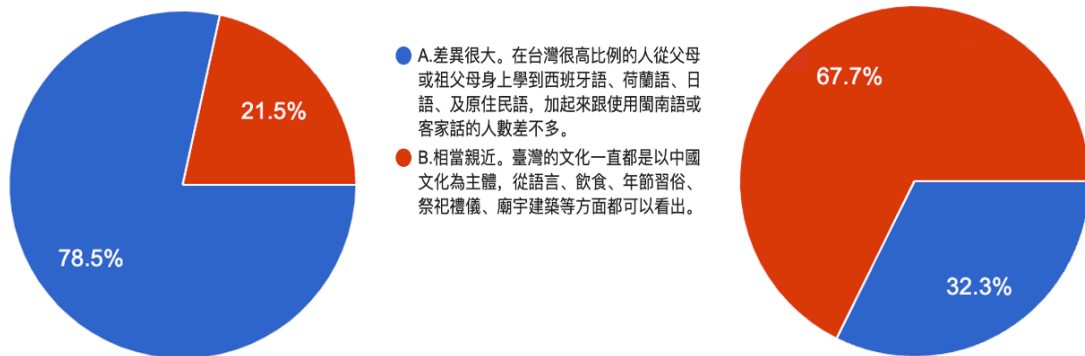 21.5%
78.5%
A.差異很大。在台灣很高比例的人從父母
或祖父母身上學到西班牙語、荷蘭語、日
語、及原住民語，加起來跟使用閩南語或
客家話的人數差不多。
B.相當親近。臺灣的文化一直都是以中國
文化為主體，從語言、飲食、年節習俗、
祭祀禮儀、廟宇建築等方面都可以看出。
67.7%
32.3%